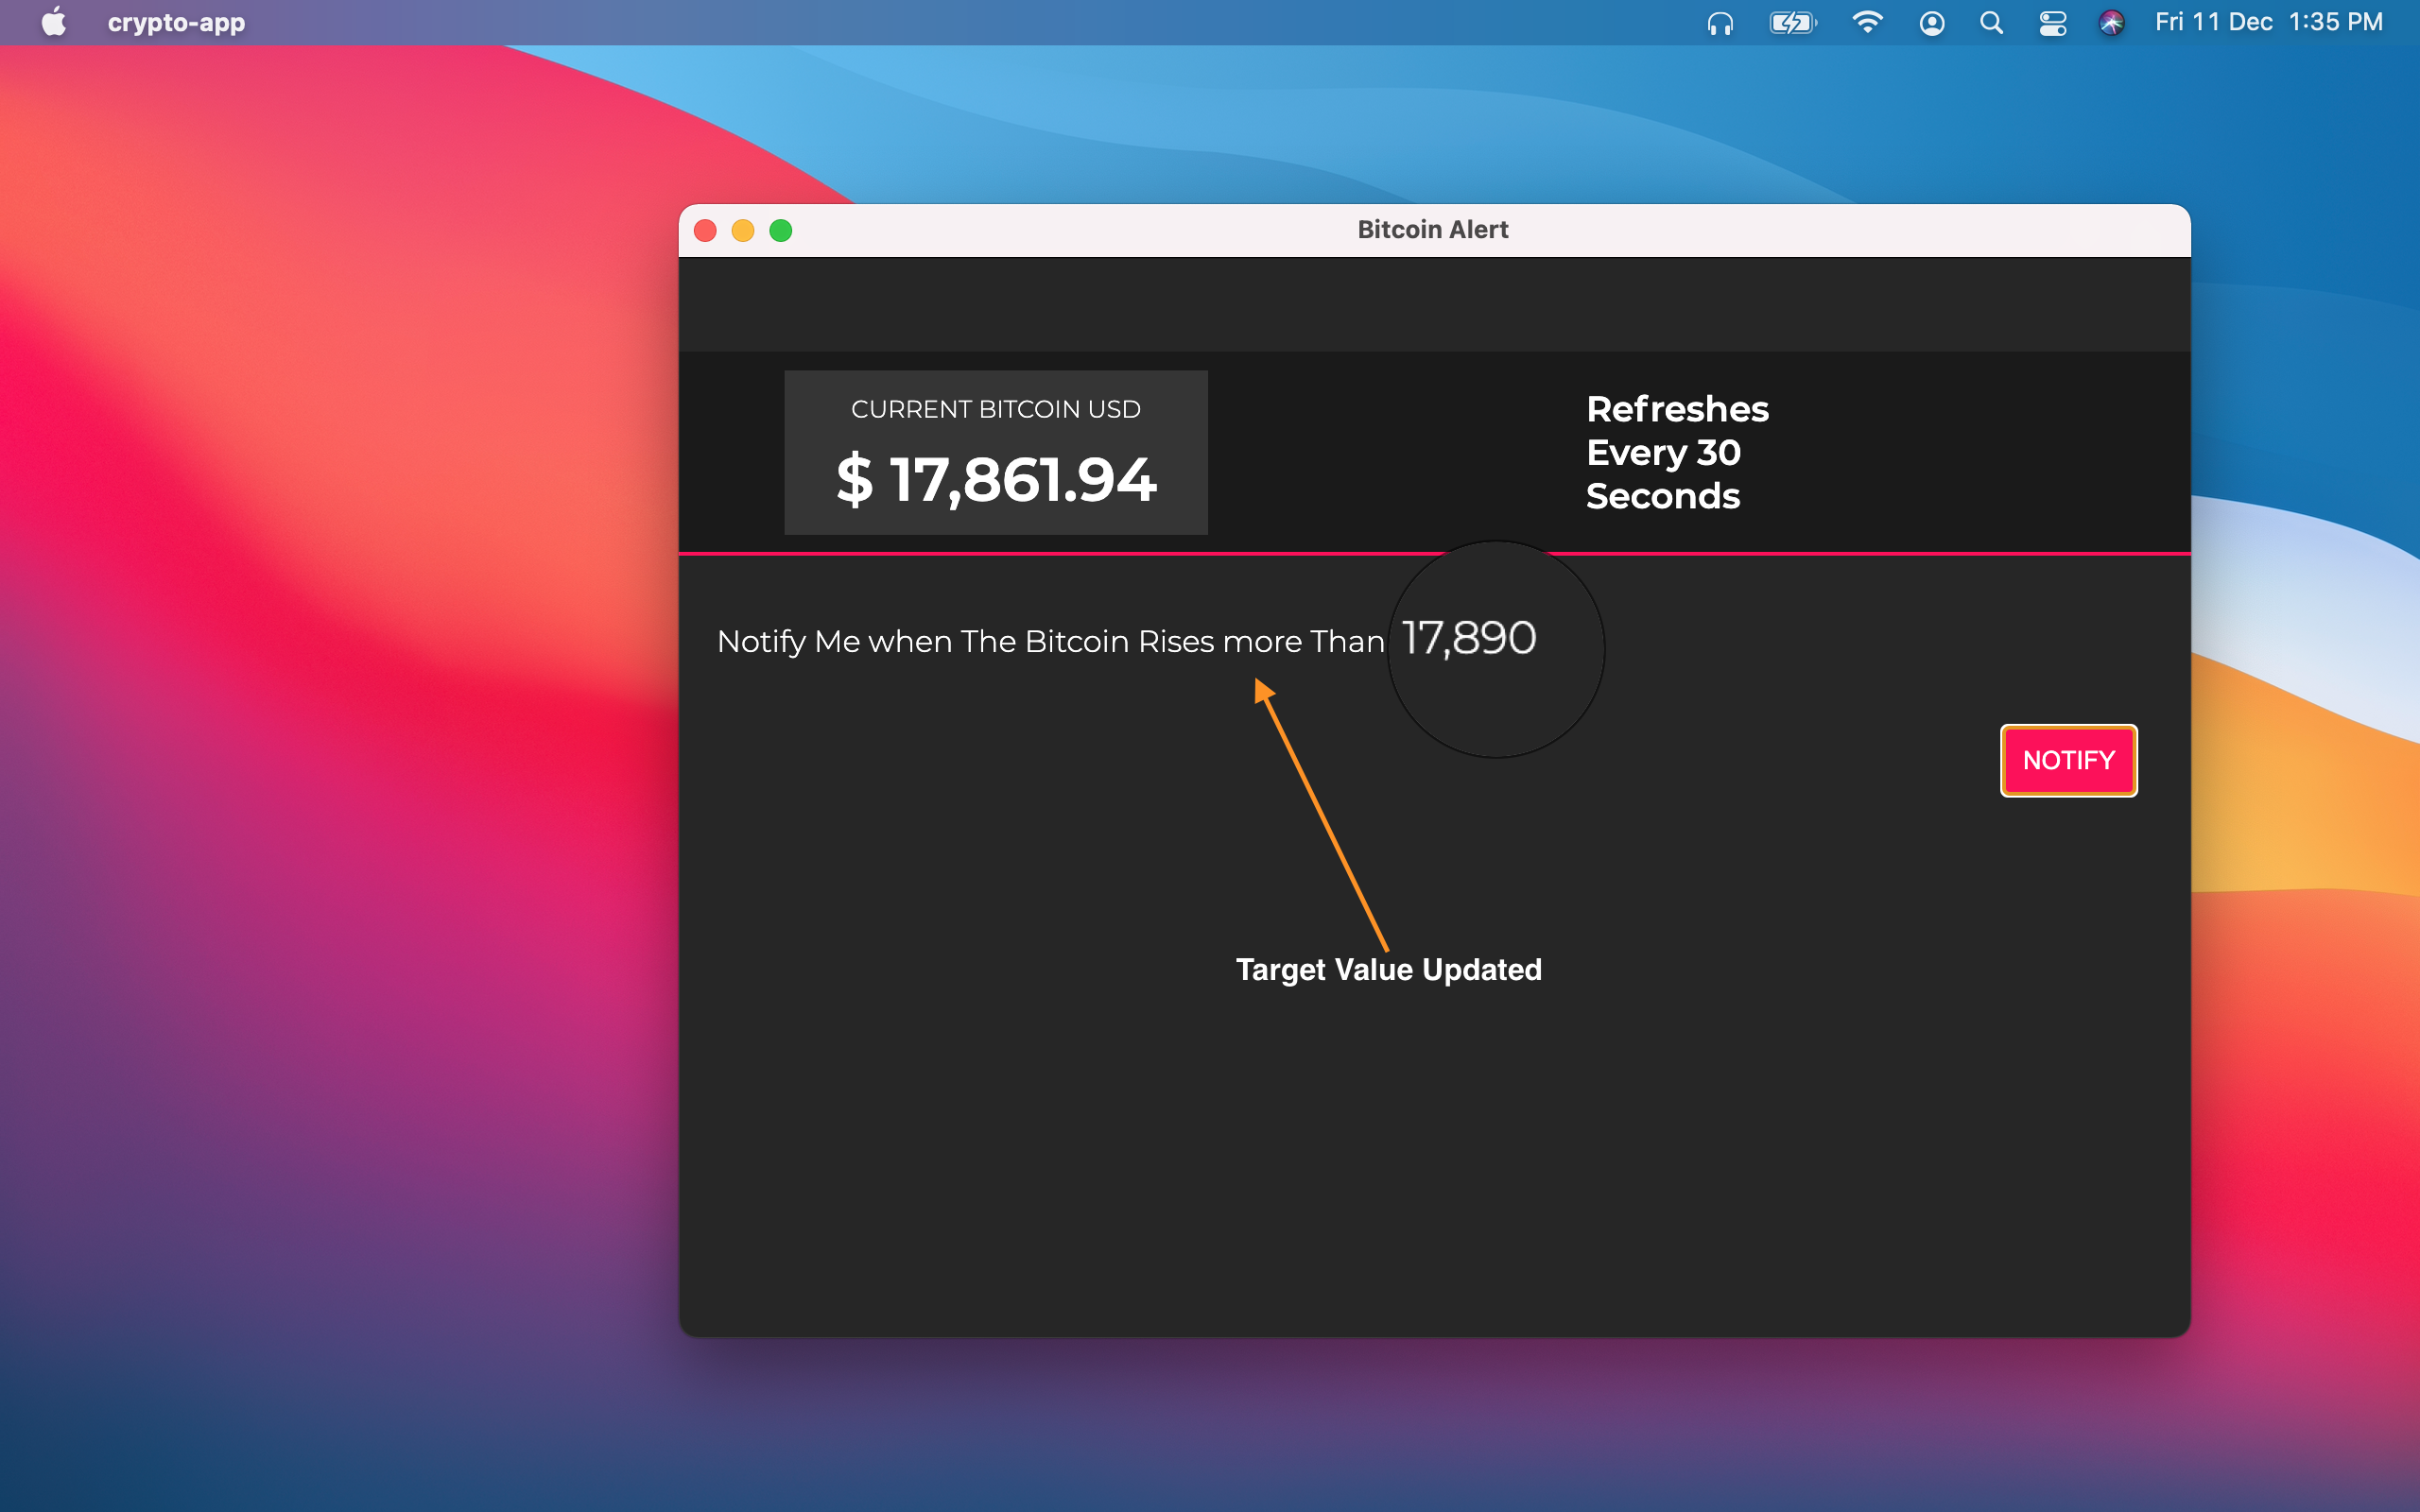 crypto-app
Fri 11 Dec 1:35 PM
Bitcoin Alert
CURRENT BITCOIN USD
$ 17,861.94
Refreshes
Every 30
Seconds
Notify Me when The Bitcoin Rises more Than 17,890
NOTIFY
Target Value Updated